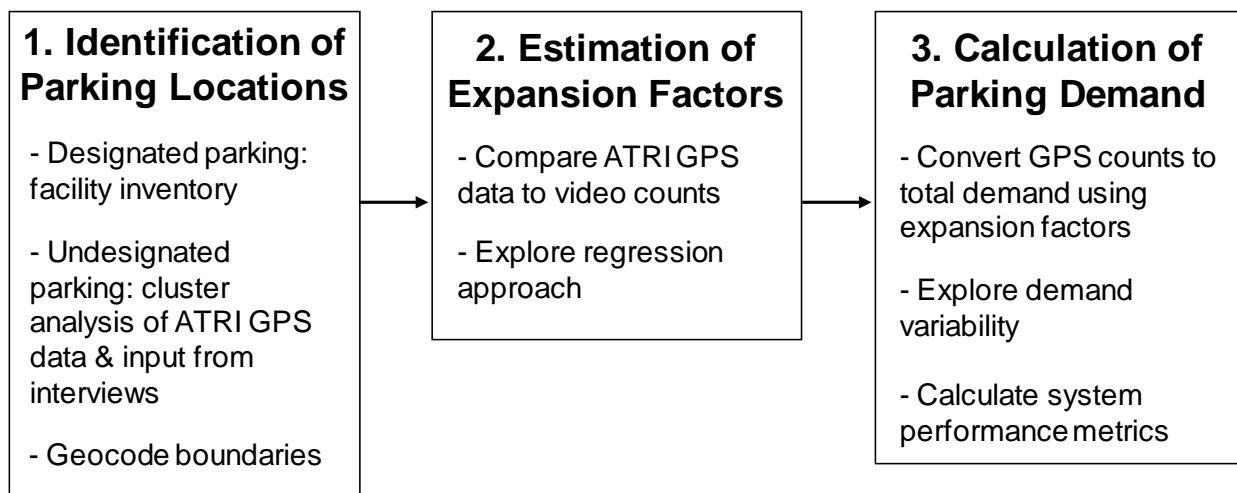 1. Identification of
Parking Locations
- Designated parking:
facility inventory
- Undesignated
parking: cluster
analysis of ATRI GPS
data & input from
interviews
- Geocode boundaries
2. Estimation of
Expansion Factors
- Compare ATRI GPS
data to video counts
- Explore regression
approach
3. Calculation of
Parking Demand
- Convert GPS counts to
total demand using
expansion factors
- Explore demand
variability
- Calculate system
performance metrics